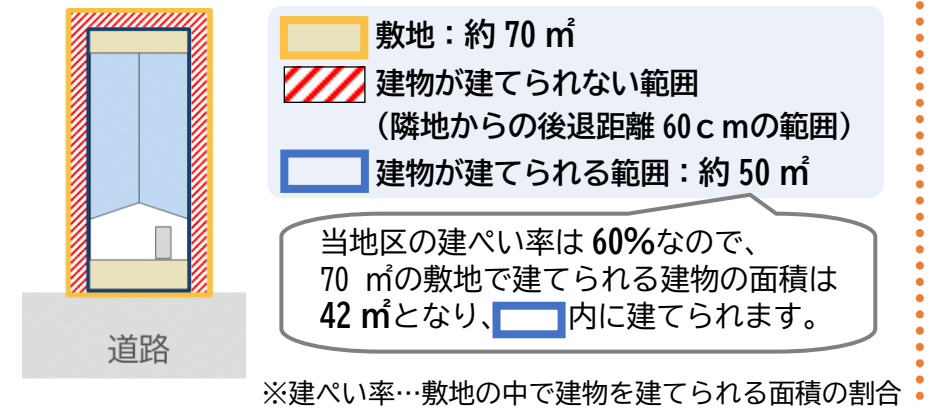 敷地：約 70 ㎡
建物が建てられない範囲
（隣地からの後退距離 60ｃｍの範囲）
建物が建てられる範囲：約 50 ㎡
当地区の建ぺい率は 60％なので、
70 ㎡の敷地で建てられる建物の面積は
42 ㎡となり、 内に建てられます。
道路
※建ぺい率…敷地の中で建物を建てられる面積の割合